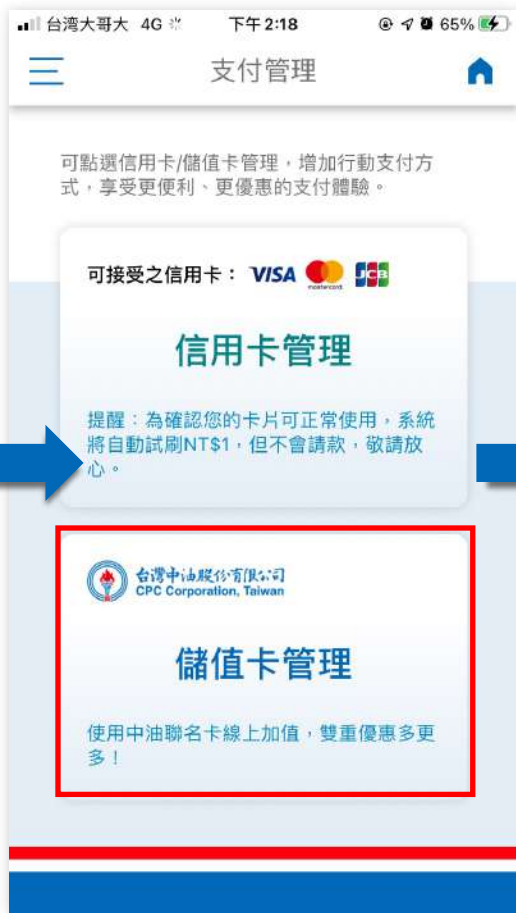 台湾大哥大 4G 下午2:18 65%
支付管理
可點選信用卡/儲值卡管理，增加行動支付方
式，享受更便利、更優惠的支付體驗。
可接受之信用卡： VISA mastercard JCB
信用卡管理
提醒：為確認您的卡片可正常使用，系統
將自動試刷NT$1，但不會請款，敬請放
心。
台灣中油股份有限公司
CPC Corporation, Taiwan
儲值卡管理
使用中油聯名卡線上加值，雙重優惠多更
多！